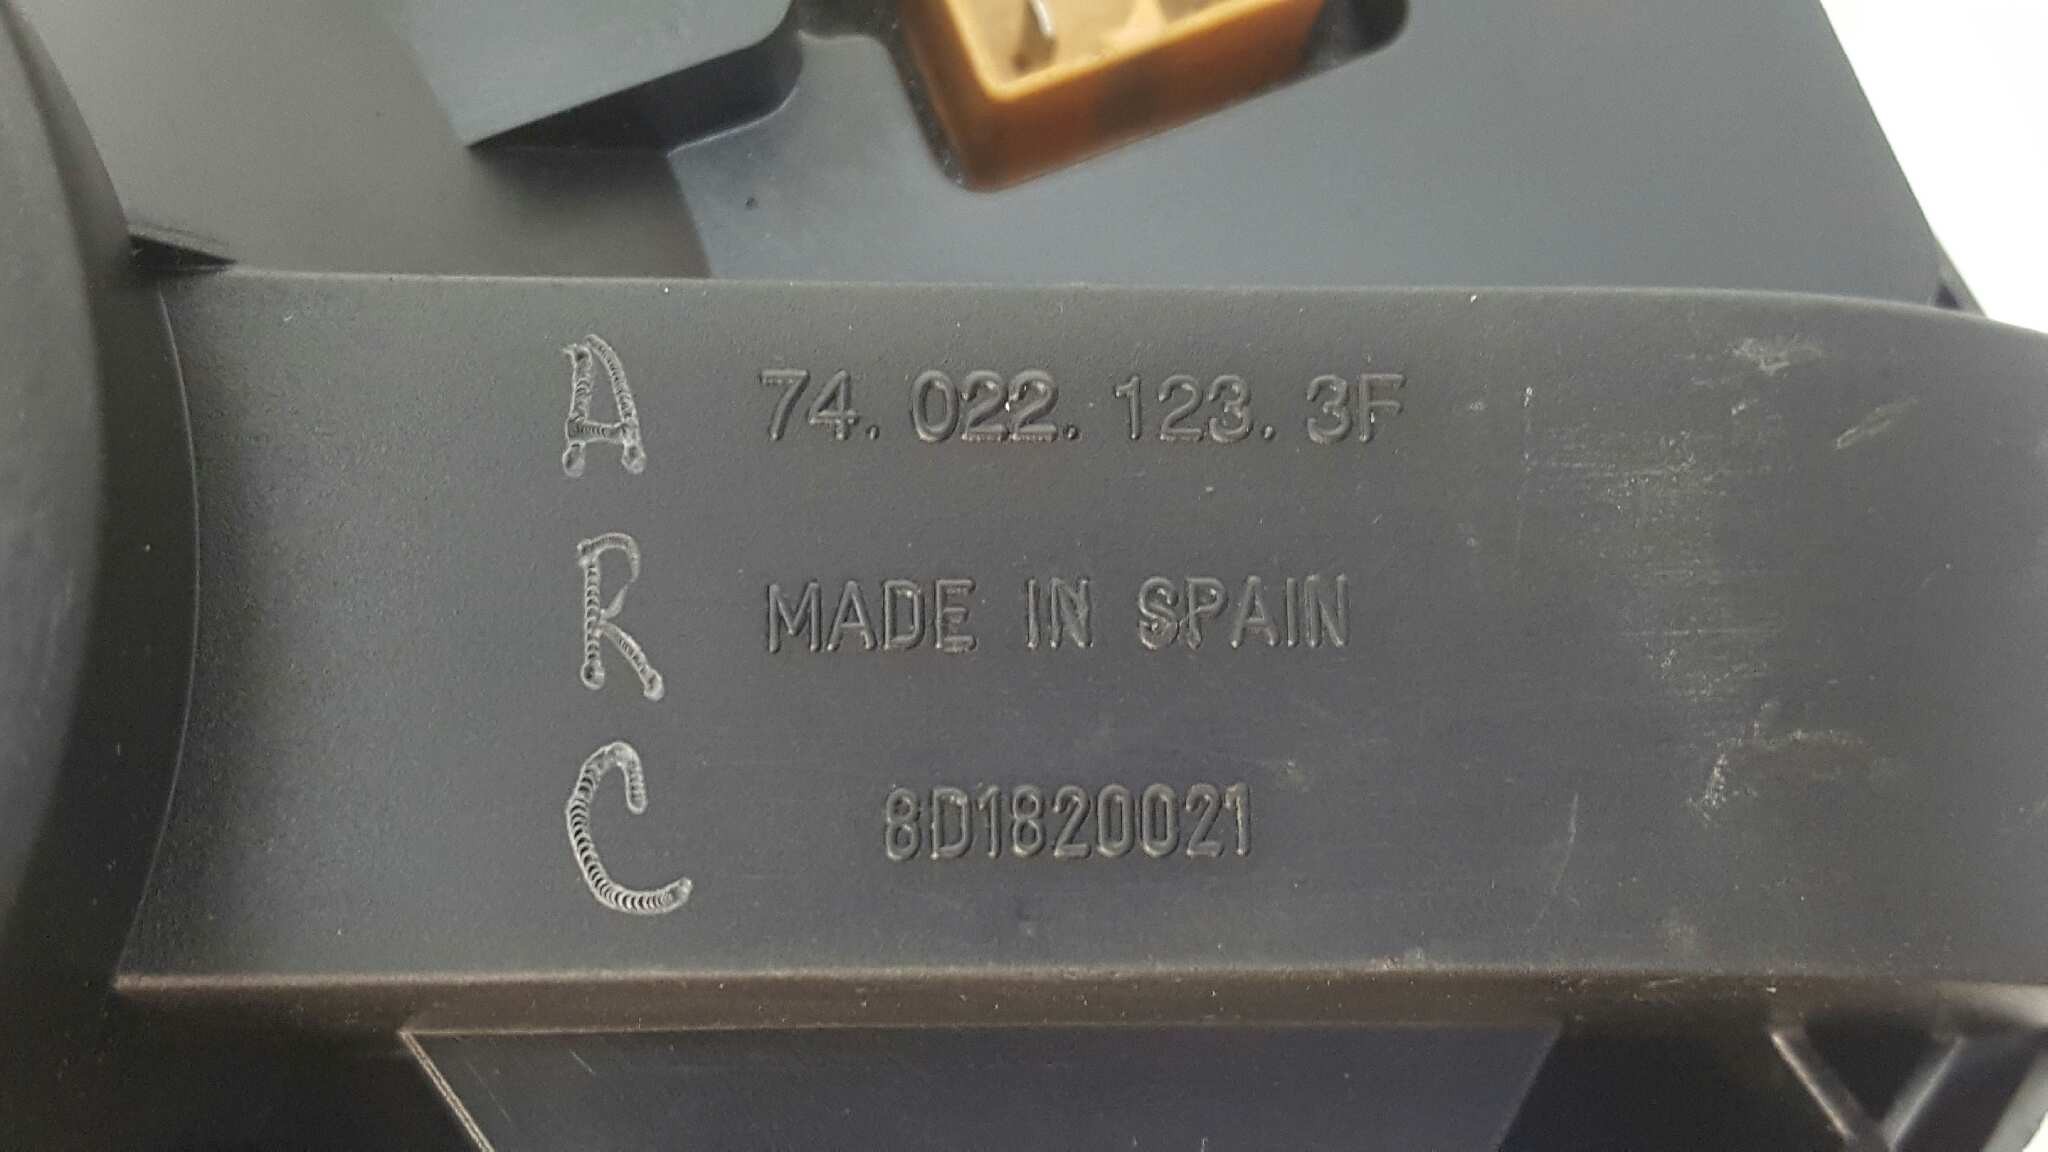 A 74.022.123.3F
R MADE IN SPAIN
C 8D1820021